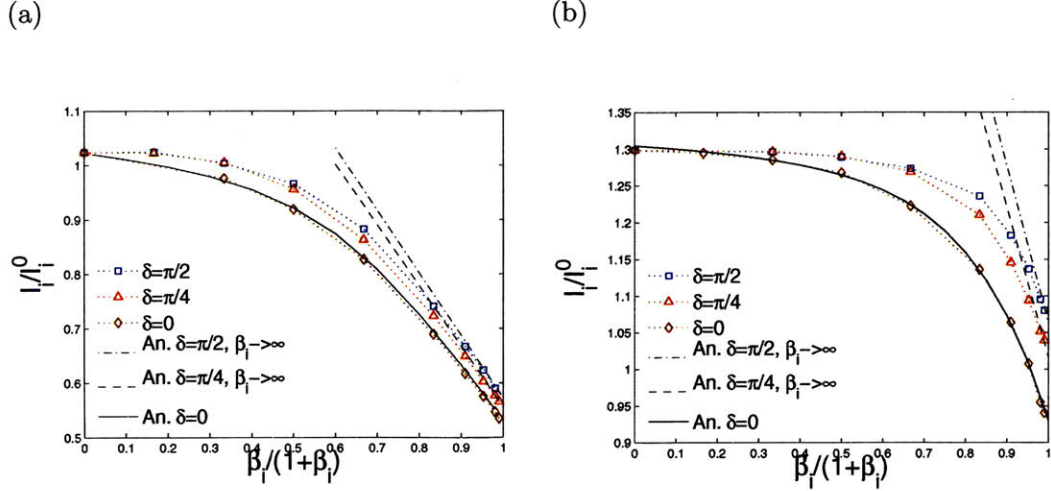 (a)
(b)
1.1
1
0.9
0.8
0.7
0.6
0.5
I_i/I_i^0
δ=π/2
δ=π/4
δ=0
An. δ=π/2, β_i->∞
An. δ=π/4, β_i->∞
An. δ=0
0 0.1 0.2 0.3 0.4 0.5 0.6 0.7 0.8 0.9 1
β_i/(1+β_i)
1.35
1.3
1.25
1.2
1.15
1.1
1.05
1
0.95
0.9
I_i/I_i^0
δ=π/2
δ=π/4
δ=0
An. δ=π/2, β_i->∞
An. δ=π/4, β_i->∞
An. δ=0
0 0.1 0.2 0.3 0.4 0.5 0.6 0.7 0.8 0.9 1
β_i/(1+β_i)